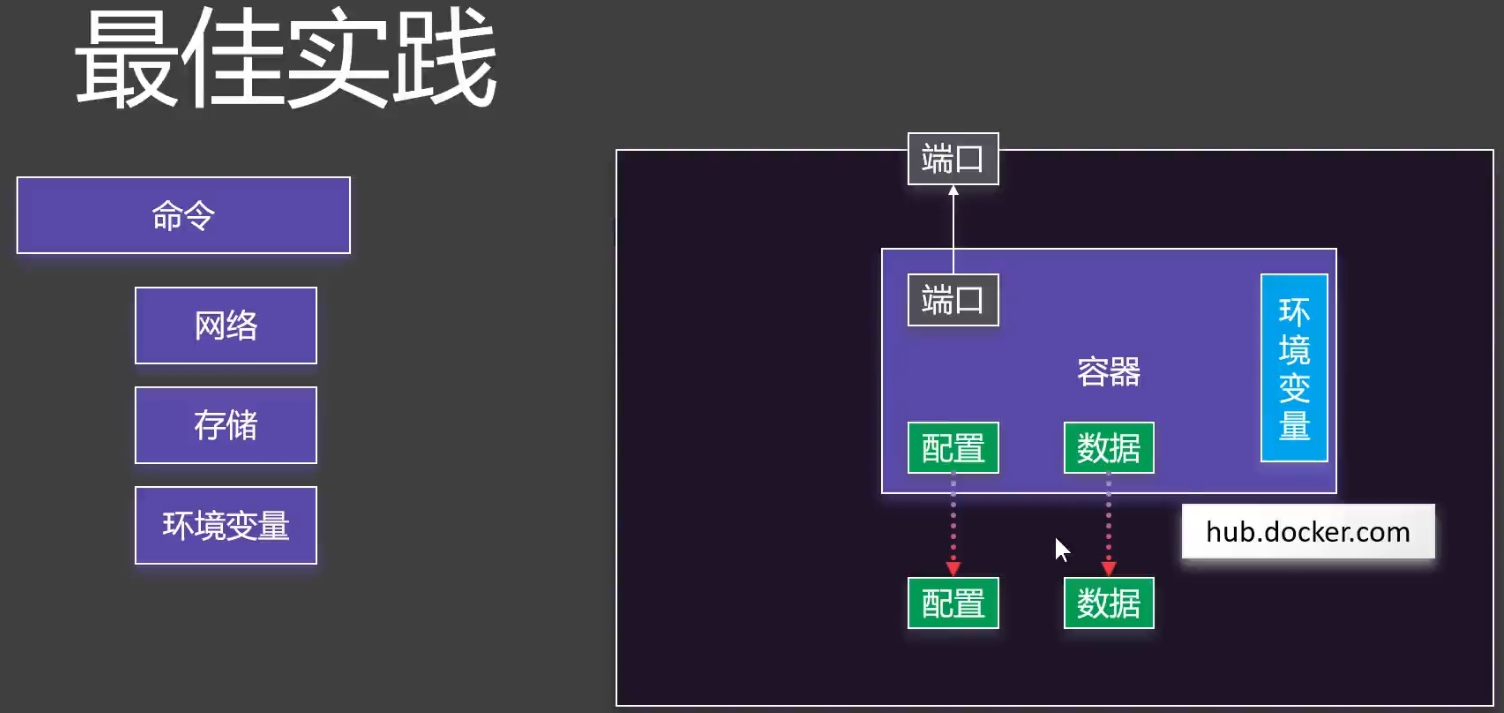 最佳实践
命令
网络
存储
环境变量
端口
端口
容器
环境变量
配置
数据
hub.docker.com
配置
数据